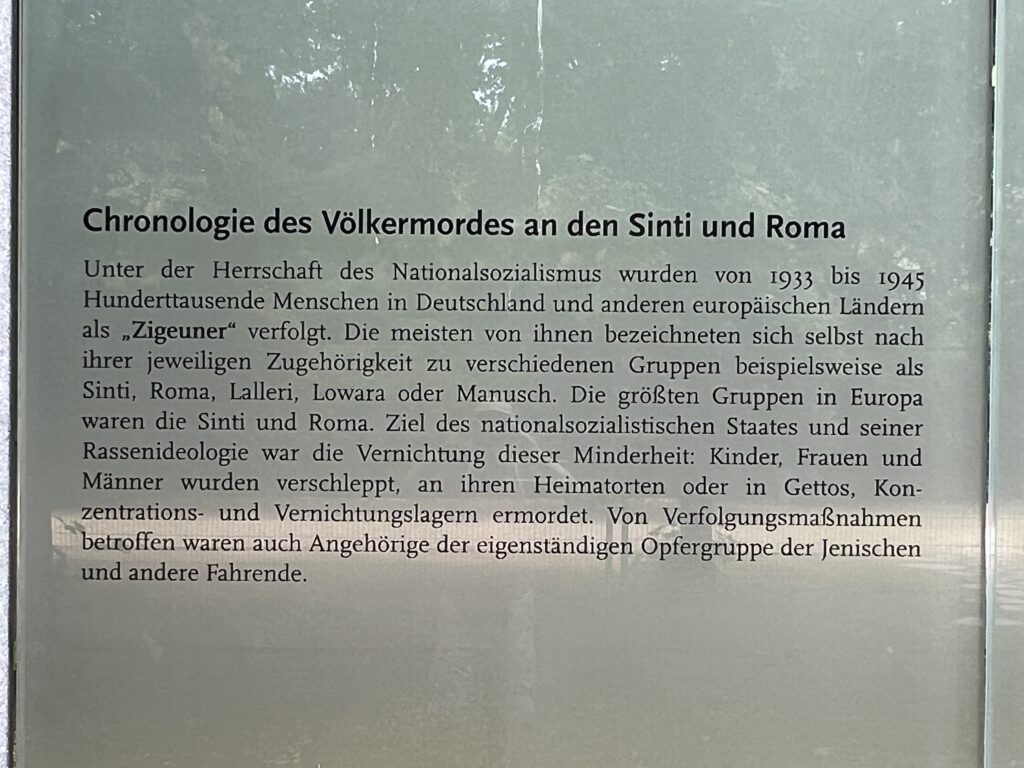 Chronologie des Völkermordes an den Sinti und Roma
Unter der Herrschaft des Nationalsozialismus wurden von 1933 bis 1945
Hunderttausende Menschen in Deutschland und anderen europäischen Ländern
als „Zigeuner“ verfolgt. Die meisten von ihnen bezeichneten sich selbst nach
ihrer jeweiligen Zugehörigkeit zu verschiedenen Gruppen beispielsweise als
Sinti, Roma, Lalleri, Lowara oder Manusch. Die größten Gruppen in Europa
waren die Sinti und Roma. Ziel des nationalsozialistischen Staates und seiner
Rassenideologie war die Vernichtung dieser Minderheit: Kinder, Frauen und
Männer wurden verschleppt, an ihren Heimatorten oder in Gettos, Kon-
zentrations- und Vernichtungslagern ermordet. Von Verfolgungsmaßnahmen
betroffen waren auch Angehörige der eigenständigen Opfergruppe der Jenischen
und andere Fahrende.